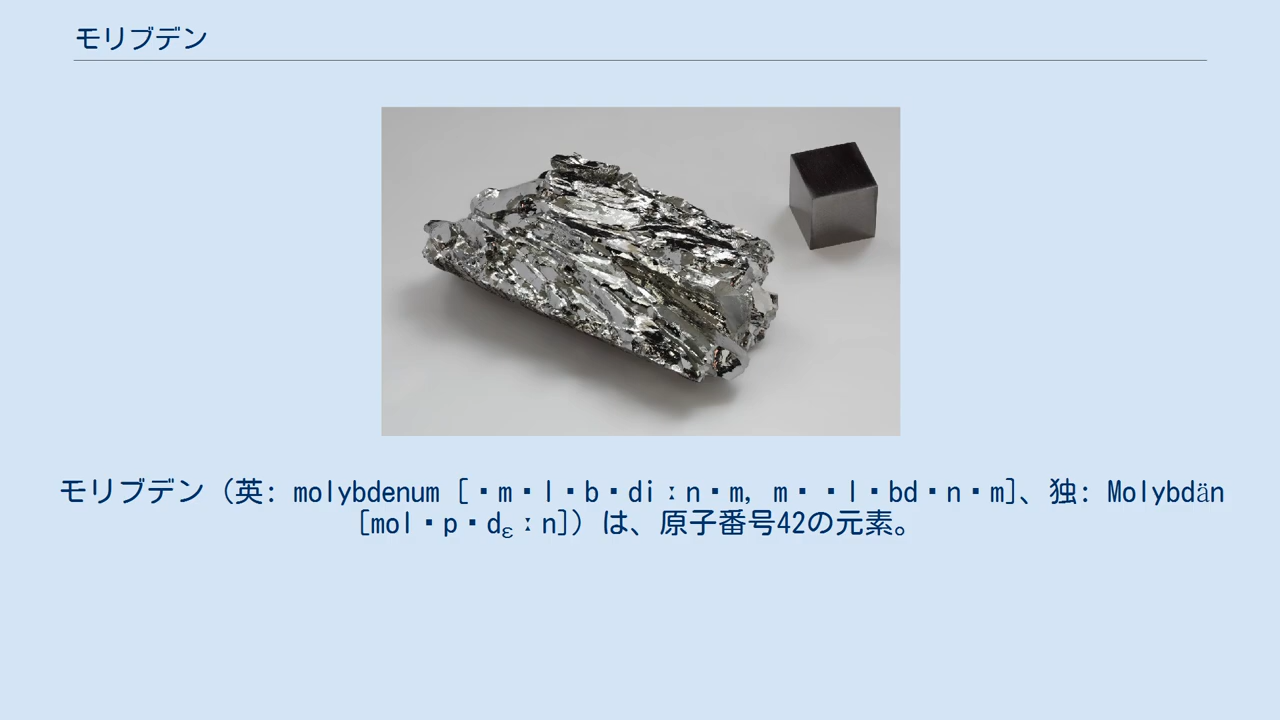 モリブデン
モリブデン（英: molybdenum [▪m▪l▪b▪diːn▪m, m▪▪l▪bd▪n▪m]、独: Molybdän
[mol▪p▪dɛːn]）は、原子番号42の元素。